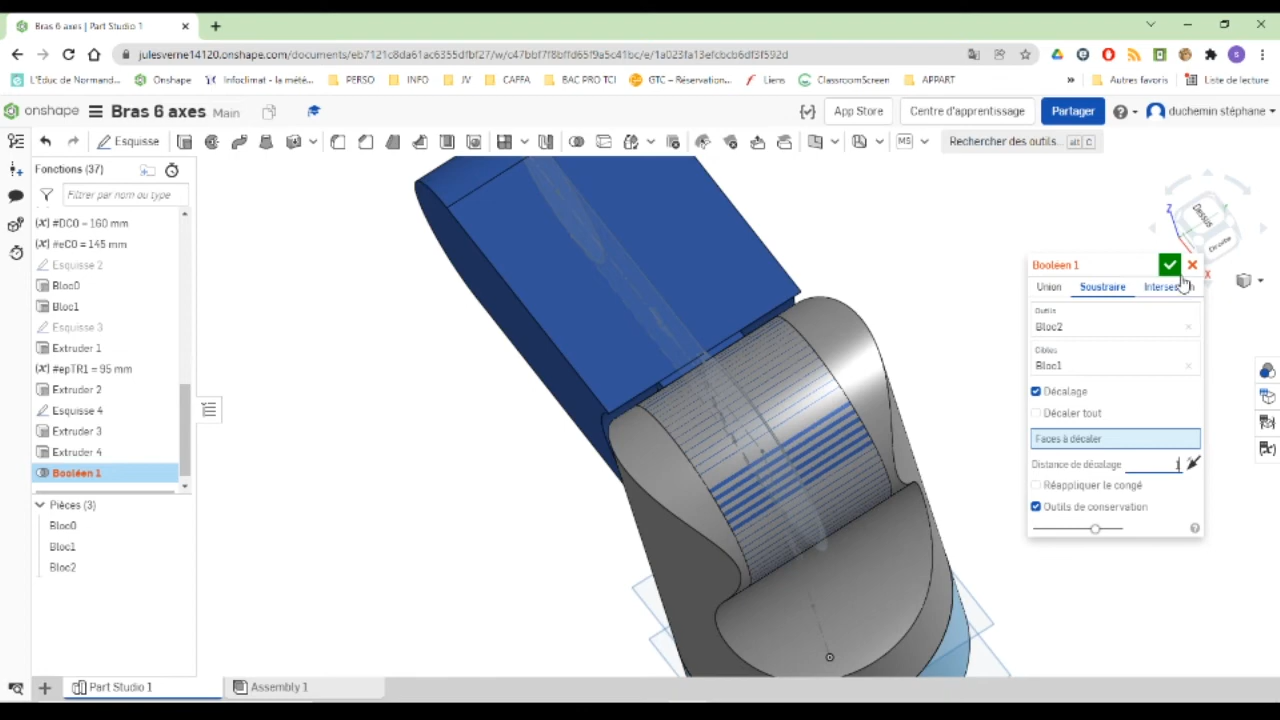 Bras 6 axes | Part Studio 1
julesverne14120.onshape.com/documents/eb7121c8da61ac6355dfbf27/w/c47bbf7f8bffd65f9a5c41bc/e/1a023fa13efcbcb6df3f592d
L'Educ de Normand...
Onshape
Infoclimat - la météo...
PERSO
INFO
JV
CAFFA
BAC PRO TCI
GTC – Réservation...
Liens
ClassroomScreen
APPART
»
Autres favoris
Liste de lecture
onshape
Bras 6 axes Main
App Store
Centre d'apprentissage
Partager
duchemin stéphane
Esquisse
MS
Rechercher des outils... alt C
Fonctions (37)
Filtrer par nom ou type
(X) #DC0 = 160 mm
(X) #eC0 = 145 mm
Esquisse 2
Bloc0
Bloc1
Esquisse 3
Extruder 1
(X) #epTR1 = 95 mm
Extruder 2
Esquisse 4
Extruder 3
Extruder 4
Booléen 1
Pièces (3)
Bloc0
Bloc1
Bloc2
Z
Dessus
Droite
X
Booléen 1
Union Soustraire
Outils
Bloc2
Cibles
Bloc1
Décalage
Décaler tout
Faces à décaler
Distance de décalage
Réappliquer le congé
Outils de conservation
Part Studio 1
Assembly 1